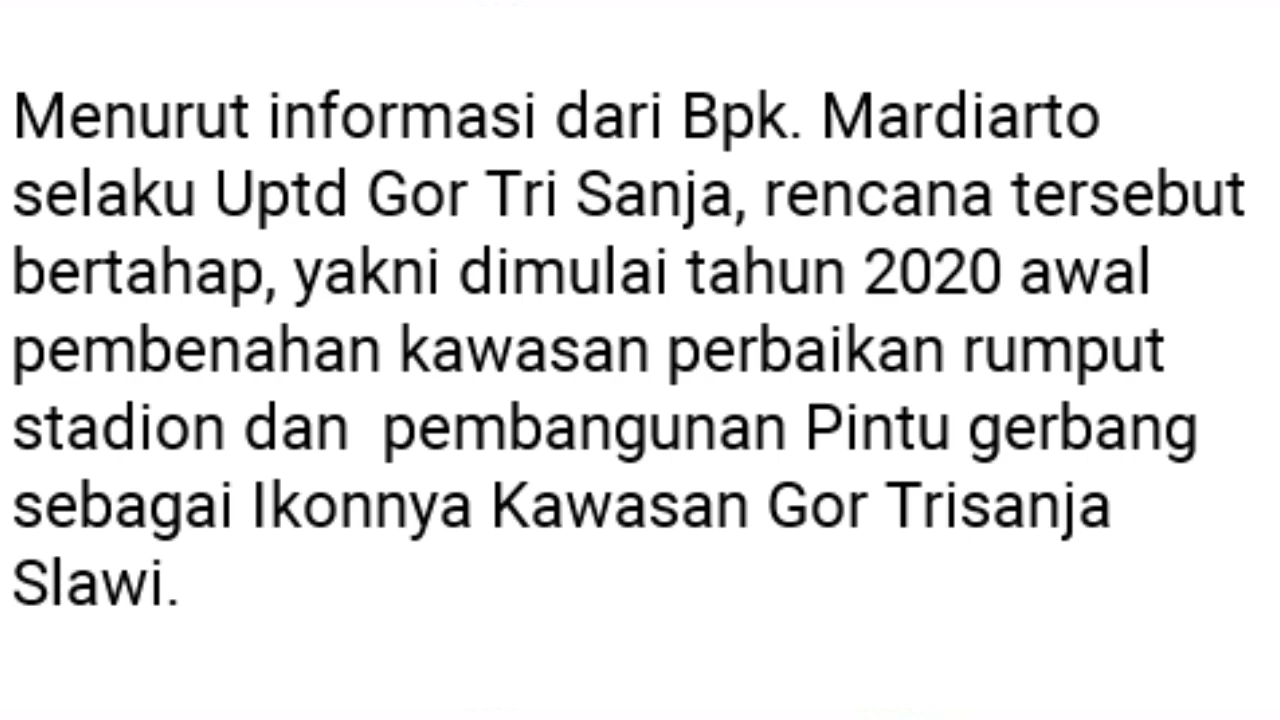 Menurut informasi dari Bpk. Mardiarto
selaku Uptd Gor Tri Sanja, rencana tersebut
bertahap, yakni dimulai tahun 2020 awal
pembenahan kawasan perbaikan rumput
stadion dan  pembangunan Pintu gerbang
sebagai Ikonnya Kawasan Gor Trisanja
Slawi.